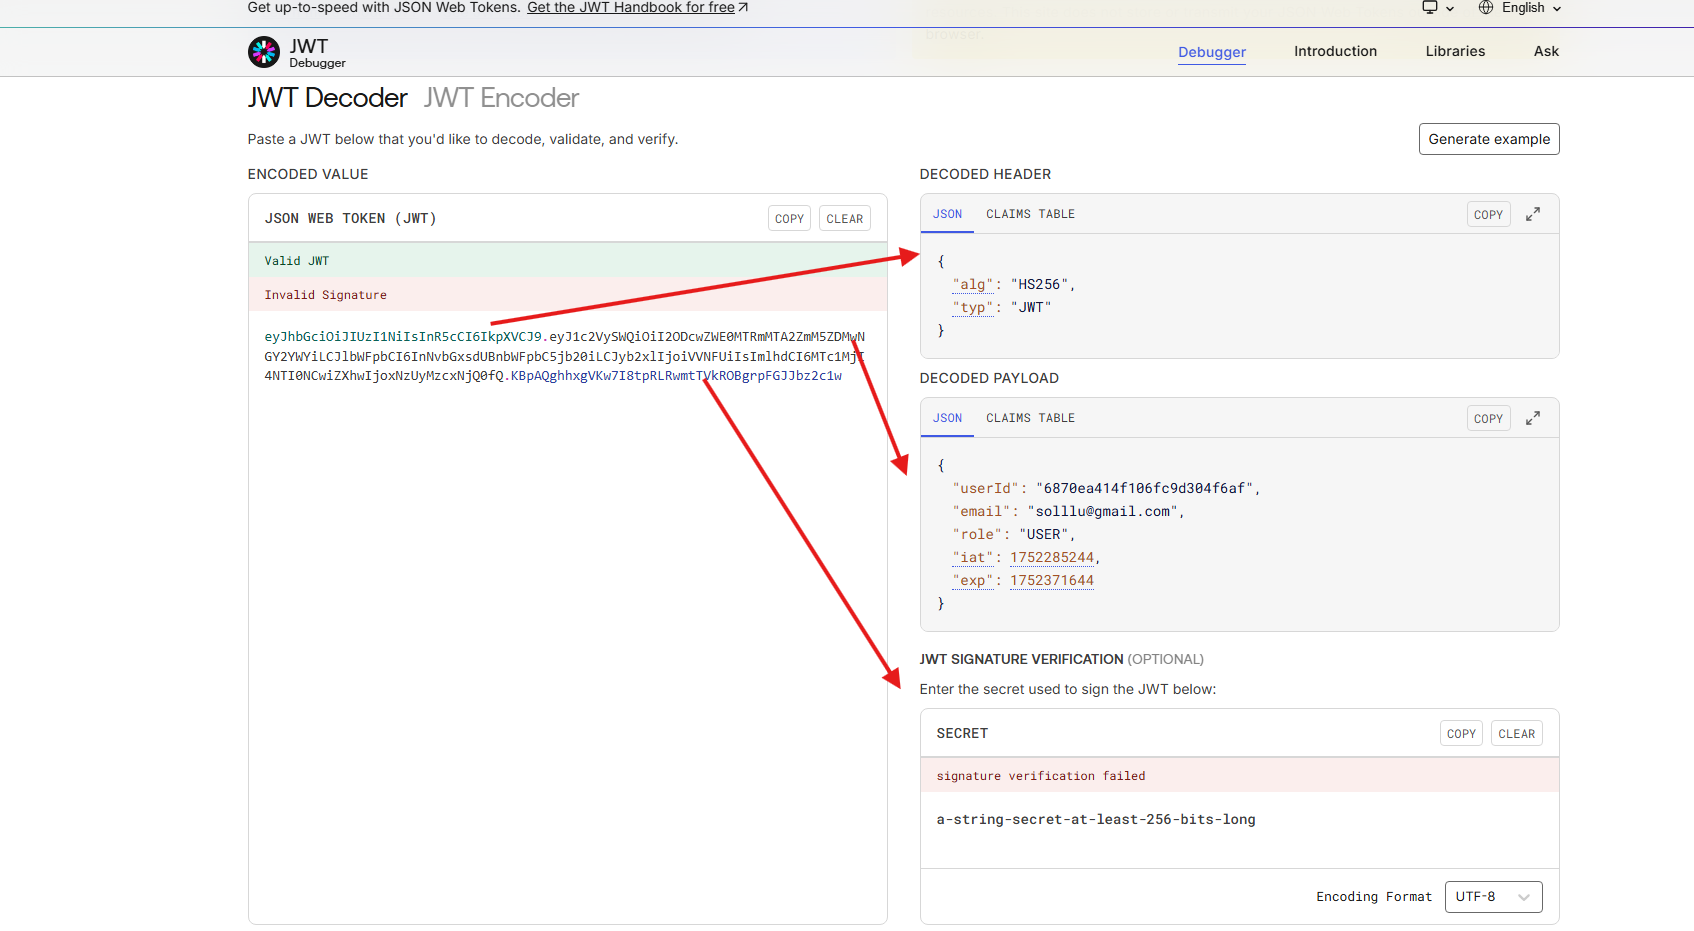 Get up-to-speed with JSON Web Tokens. Get the JWT Handbook for free
English
browser.
JWT
Debugger
Debugger
Introduction
Libraries
Ask
JWT Decoder
JWT Encoder
Paste a JWT below that you'd like to decode, validate, and verify.
Generate example
ENCODED VALUE
JSON WEB TOKEN (JWT)
COPY
CLEAR
Valid JWT
Invalid Signature
eyJhbGciOiJIUzI1NiIsInR5cCI6IkpXVCJ9.eyJ1c2VySWQiOiI2ODcwZWE0MTRmMTA2ZmM5ZDMwN
GY2YWYiLCJlbWFpbCI6InNvbGxsdUBnbWFpbC5jb20iLCJyb2xlIjoiVVNFUiIsImlhdCI6MTc1MjI
4NTI0NCwiZXhwIjoxNzUyMzcxNjQ0fQ.KBpAQghhxgVKw7I8tpRLRwmtTVkROBgrpFGJJbz2c1w
DECODED HEADER
JSON
CLAIMS TABLE
COPY
{
"alg": "HS256",
"typ": "JWT"
}
DECODED PAYLOAD
JSON
CLAIMS TABLE
COPY
{
"userId": "6870ea414f106fc9d304f6af",
"email": "solllu@gmail.com",
"role": "USER",
"iat": 1752285244,
"exp": 1752371644
}
JWT SIGNATURE VERIFICATION (OPTIONAL)
Enter the secret used to sign the JWT below:
SECRET
COPY
CLEAR
signature verification failed
a-string-secret-at-least-256-bits-long
Encoding Format
UTF-8